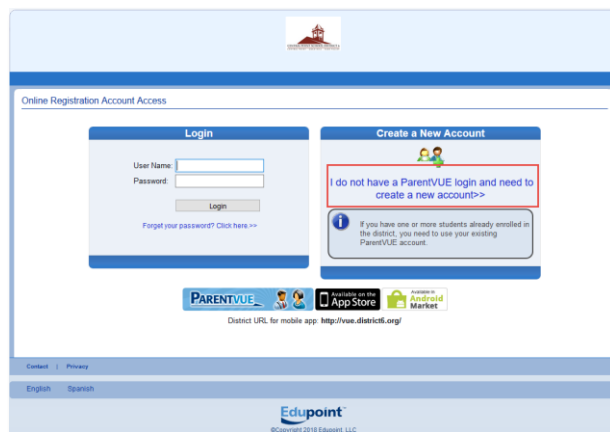 Online Registration Account Access
Login
User Name:
Password:
Login
Forget your password? Click here.>>
Create a New Account
I do not have a ParentVUE login and need to
create a new account>>
If you have one or more students already enrolled in
the district, you need to use your existing
ParentVUE account.
PARENTVUE
Available on the
App Store
Available in
Android
Market
District URL for mobile app: http://vue.district6.org/
Contact | Privacy
English Spanish
Edupoint
©Copyright 2018 Edupoint, LLC